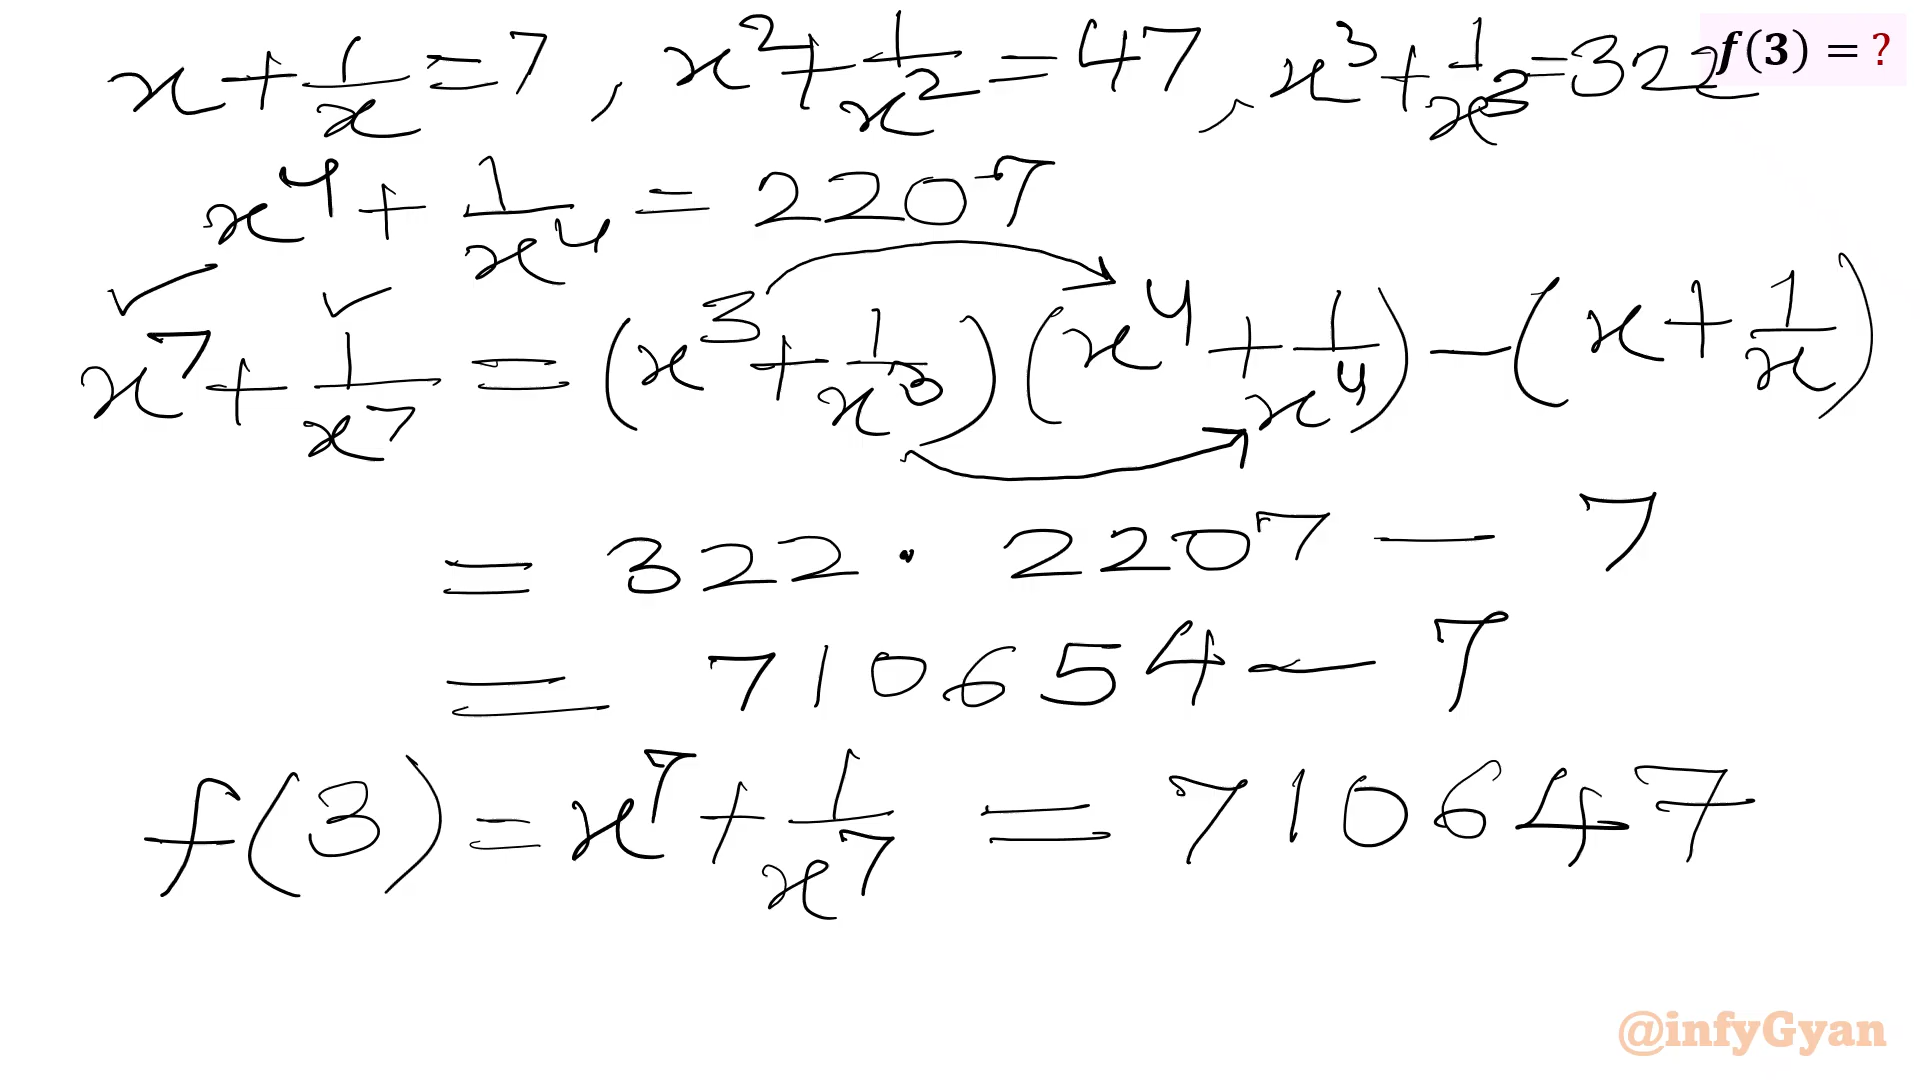 x + 1/x = 7 , x² + 1/x² = 47 , x³ + 1/x³ = 322 f(3) = ?
x⁴ + 1/x⁴ = 2207
x⁷ + 1/x⁷ = (x³ + 1/x³)(x⁴ + 1/x⁴) − (x + 1/x)
= 322 · 2207 − 7
= 710654 − 7
f(3) = x⁷ + 1/x⁷ = 710647
@infyGyan